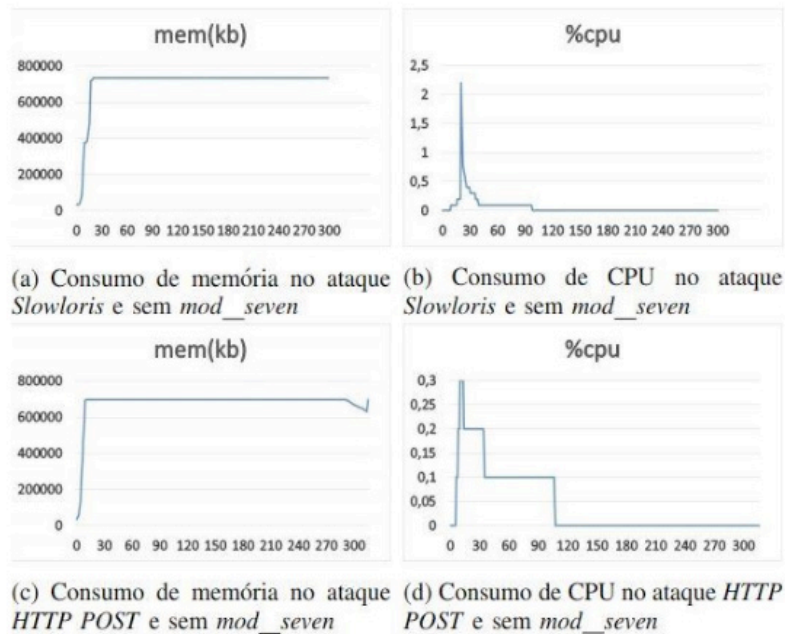 mem(kb)
800000
600000
400000
200000
0
0 30 60 90 120 150 180 210 240 270 300
%cpu
2,5
2
1,5
1
0,5
0
0 30 60 90 120 150 180 210 240 270 300
(a) Consumo de memória no ataque
Slowloris e sem mod__seven
(b) Consumo de CPU no ataque
Slowloris e sem mod__seven
mem(kb)
800000
600000
400000
200000
0
0 30 60 90 120 150 180 210 240 270 300
%cpu
0,3
0,25
0,2
0,15
0,1
0,05
0
0 30 60 90 120 150 180 210 240 270 300
(c) Consumo de memória no ataque
HTTP POST e sem mod__seven
(d) Consumo de CPU no ataque HTTP
POST e sem mod__seven